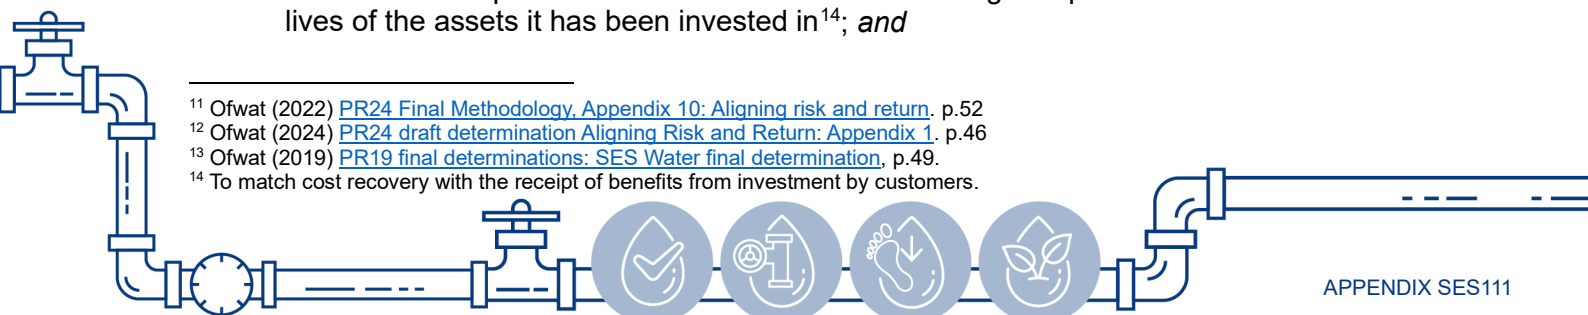 lives of the assets it has been invested in¹⁴; and
¹¹ Ofwat (2022) PR24 Final Methodology, Appendix 10: Aligning risk and return. p.52
¹² Ofwat (2024) PR24 draft determination Aligning Risk and Return: Appendix 1. p.46
¹³ Ofwat (2019) PR19 final determinations: SES Water final determination, p.49.
¹⁴ To match cost recovery with the receipt of benefits from investment by customers.
APPENDIX SES111